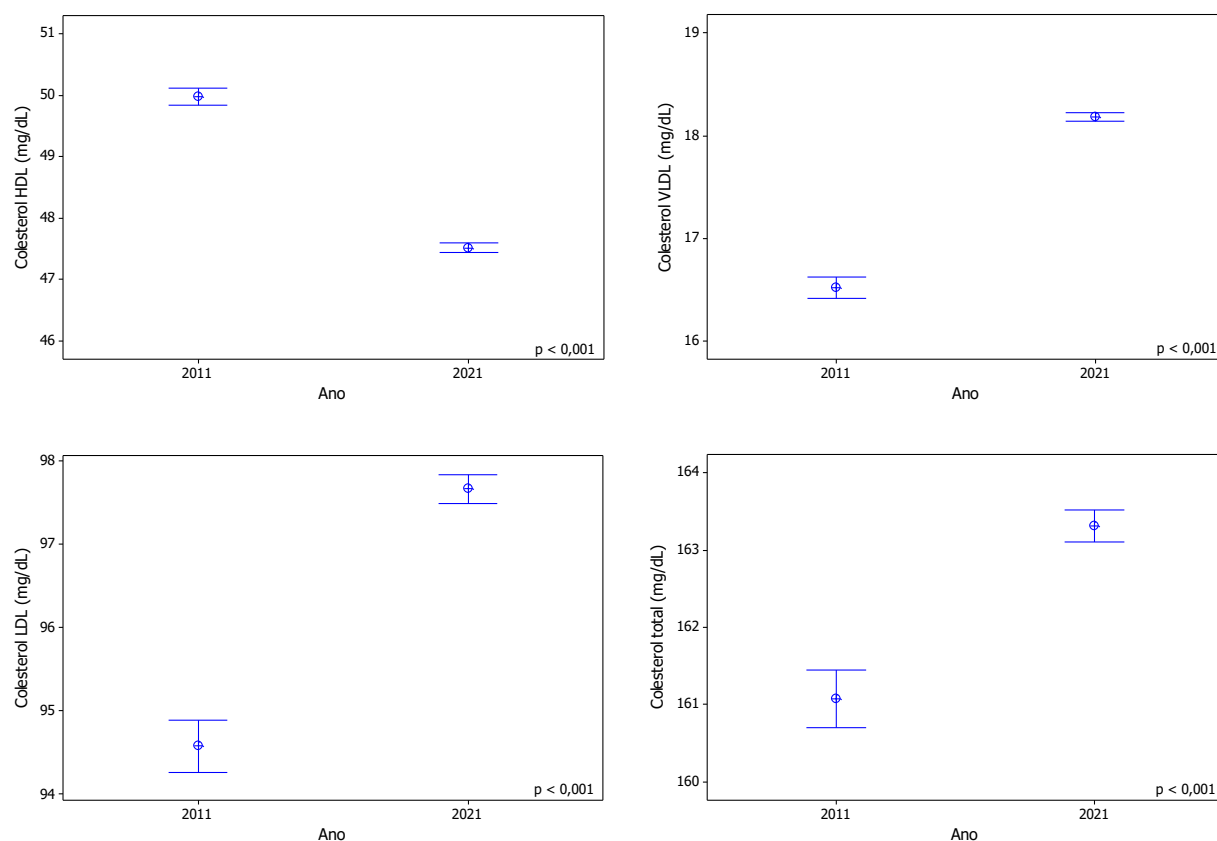 Colesterol HDL (mg/dL)
51
50
49
48
47
46
p < 0,001
2011
2021
Ano
Colesterol VLDL (mg/dL)
19
18
17
16
p < 0,001
2011
2021
Ano
Colesterol LDL (mg/dL)
98
97
96
95
94
p < 0,001
2011
2021
Ano
Colesterol total (mg/dL)
164
163
162
161
160
p < 0,001
2011
2021
Ano